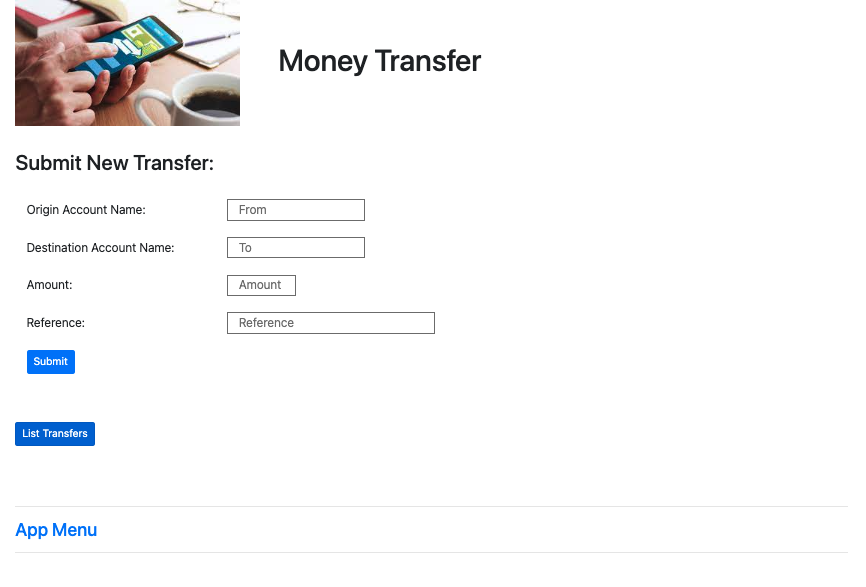 Money Transfer
Submit New Transfer:
Origin Account Name: From
Destination Account Name: To
Amount: Amount
Reference: Reference
Submit
List Transfers
App Menu